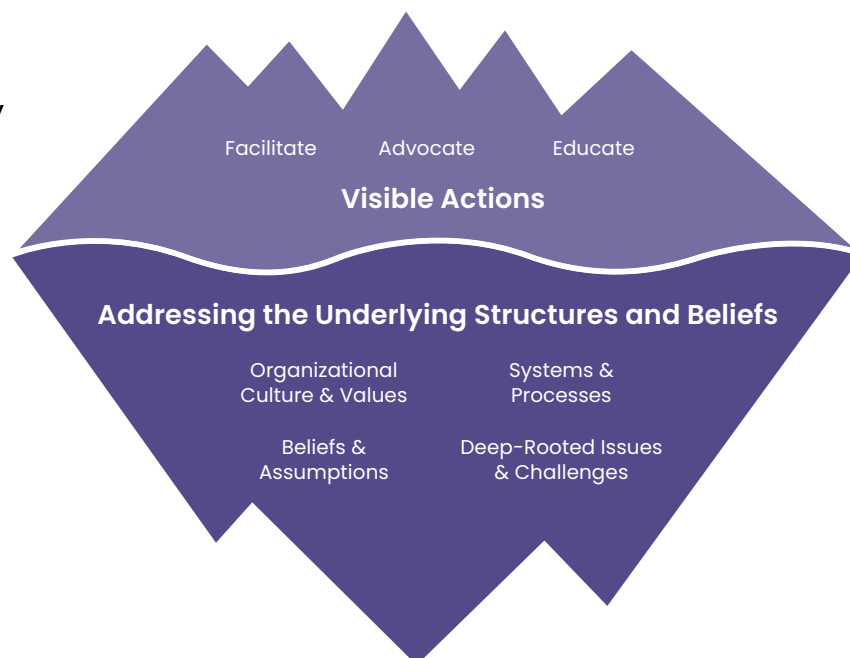 Facilitate Advocate Educate
Visible Actions
Addressing the Underlying Structures and Beliefs
Organizational
Culture & Values
Systems &
Processes
Beliefs &
Assumptions
Deep-Rooted Issues
& Challenges